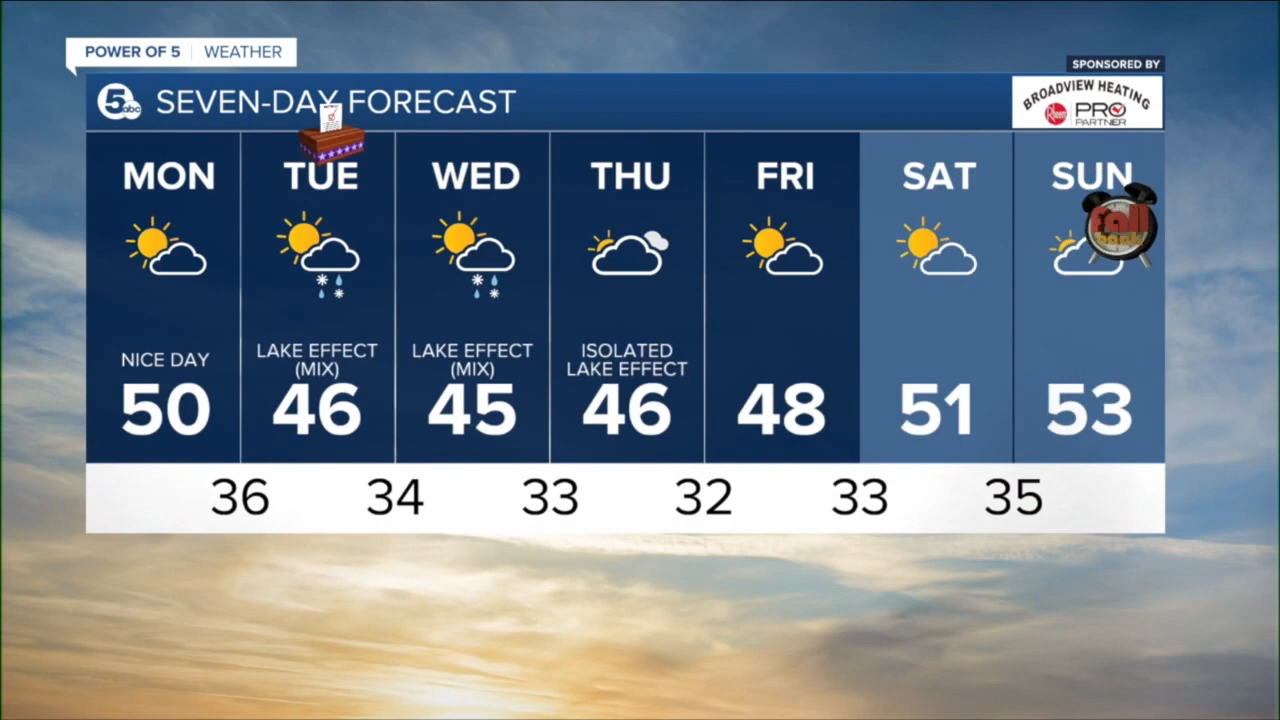 POWER OF 5 | WEATHER
SPONSORED BY
5 abc SEVEN-DAY FORECAST
BROADVIEW HEATING
Rheem PRO
PARTNER
MON TUE WED THU FRI SAT SUN
fall
back
NICE DAY
LAKE EFFECT
(MIX)
LAKE EFFECT
(MIX)
ISOLATED
LAKE EFFECT
50 46 45 46 48 51 53
36 34 33 32 33 35